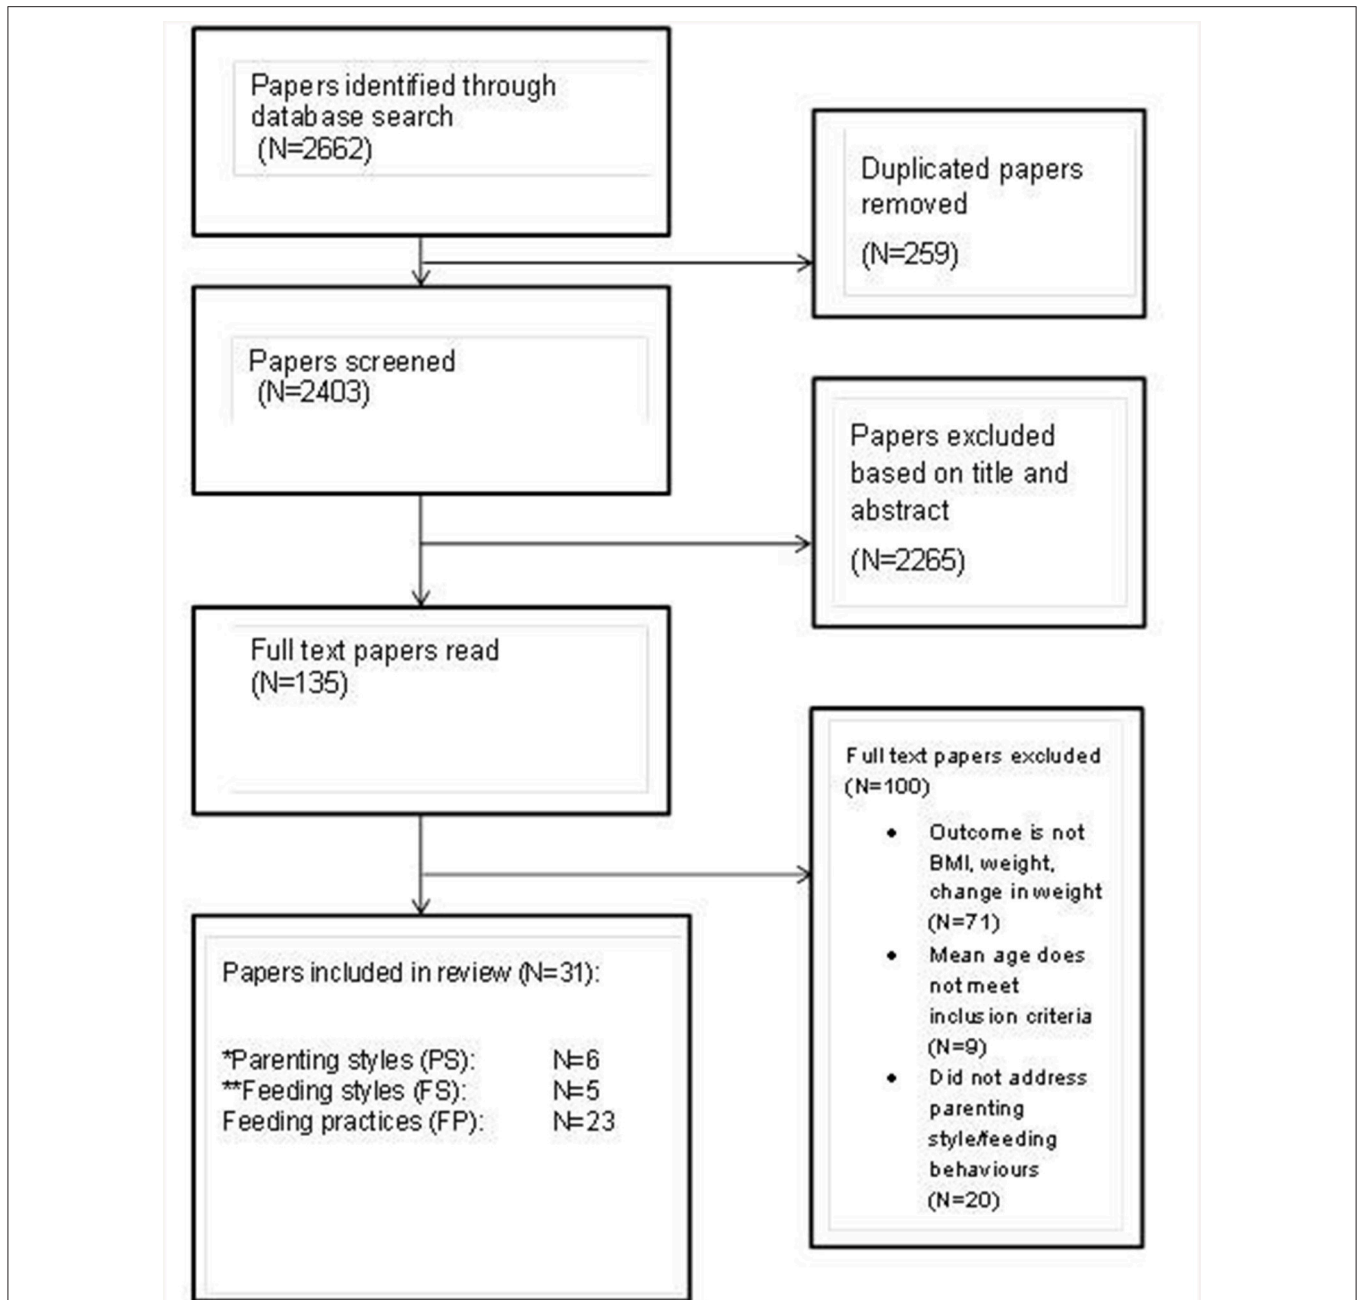 Papers identified through
database search
(N=2662)
Duplicated papers
removed
(N=259)
Papers screened
(N=2403)
Papers excluded
based on title and
abstract
(N=2265)
Full text papers read
(N=135)
Full text papers excluded
(N=100)
• Outcome is not
BMI, weight,
change in weight
(N=71)
• Mean age does
not meet
inclusion criteria
(N=9)
• Did not address
parenting
style/feeding
behaviours
(N=20)
Papers included in review (N=31):
*Parenting styles (PS): N=6
**Feeding styles (FS): N=5
Feeding practices (FP): N=23